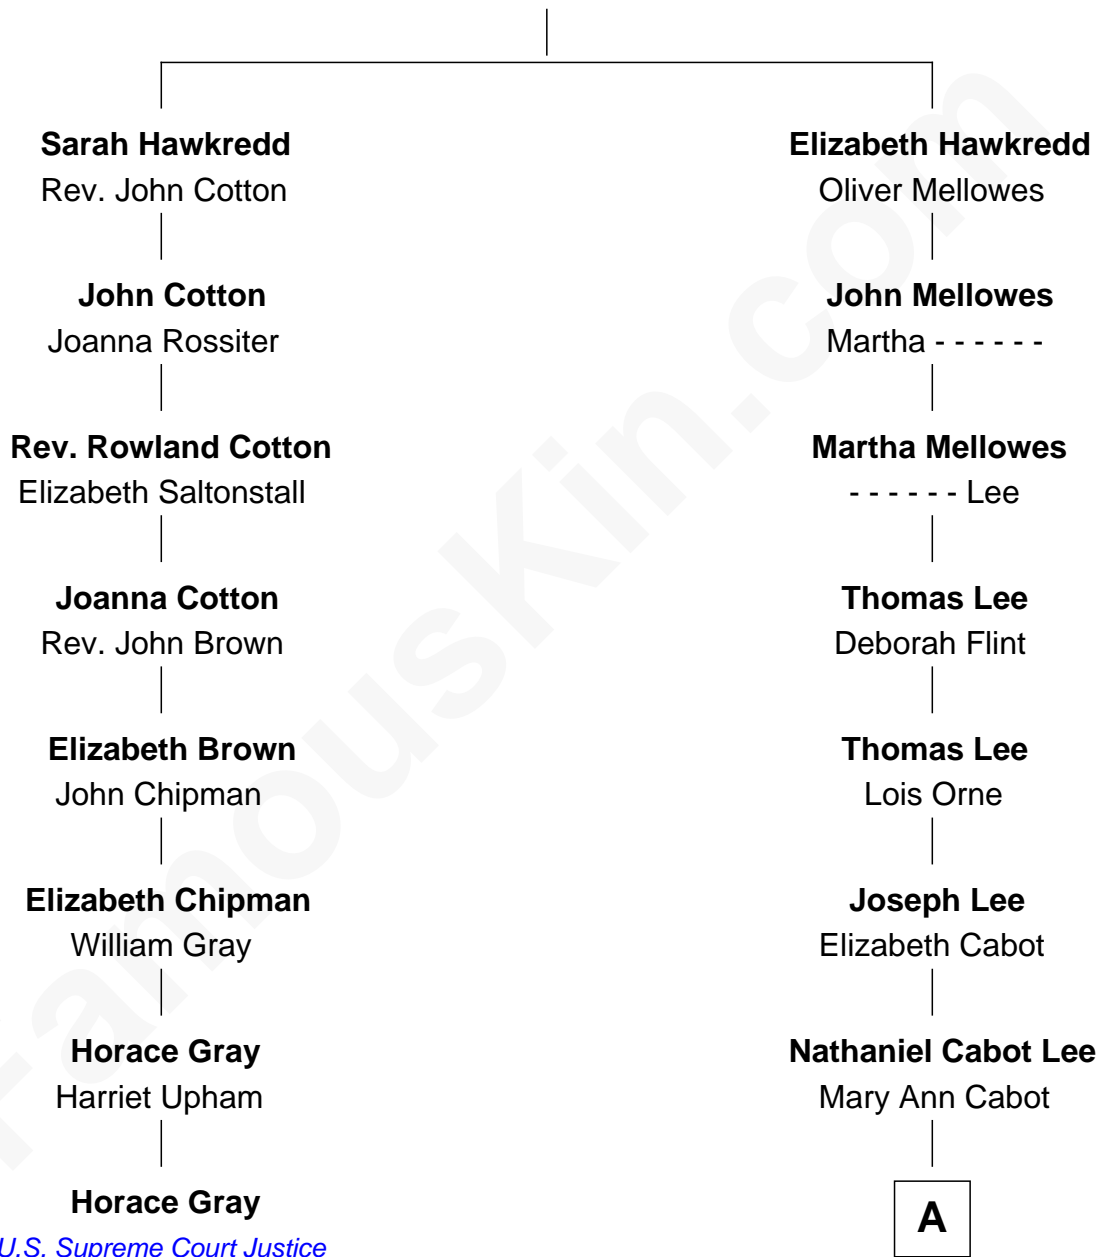 Sarah Hawkredd
Rev. John Cotton
Elizabeth Hawkredd
Oliver Mellowes
John Cotton
Joanna Rossiter
John Mellowes
Martha - - - - - -
Rev. Rowland Cotton
Elizabeth Saltonstall
Martha Mellowes
- - - - - - Lee
Joanna Cotton
Rev. John Brown
Thomas Lee
Deborah Flint
Elizabeth Brown
John Chipman
Thomas Lee
Lois Orne
Elizabeth Chipman
William Gray
Joseph Lee
Elizabeth Cabot
Horace Gray
Harriet Upham
Nathaniel Cabot Lee
Mary Ann Cabot
Horace Gray
U.S. Supreme Court Justice
A
FamousKin.com